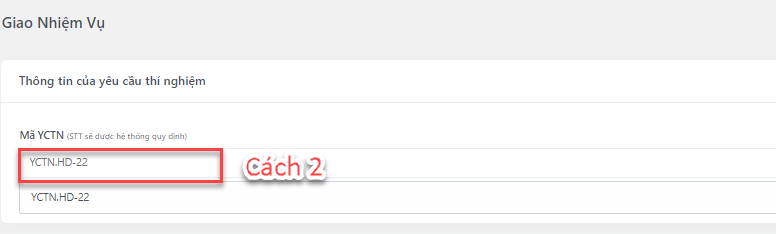 Giao Nhiệm Vụ
Thông tin của yêu cầu thí nghiệm
Mã YCTN (STT sẽ được hệ thống quy định)
YCTN.HD-22
Cách 2
YCTN.HD-22